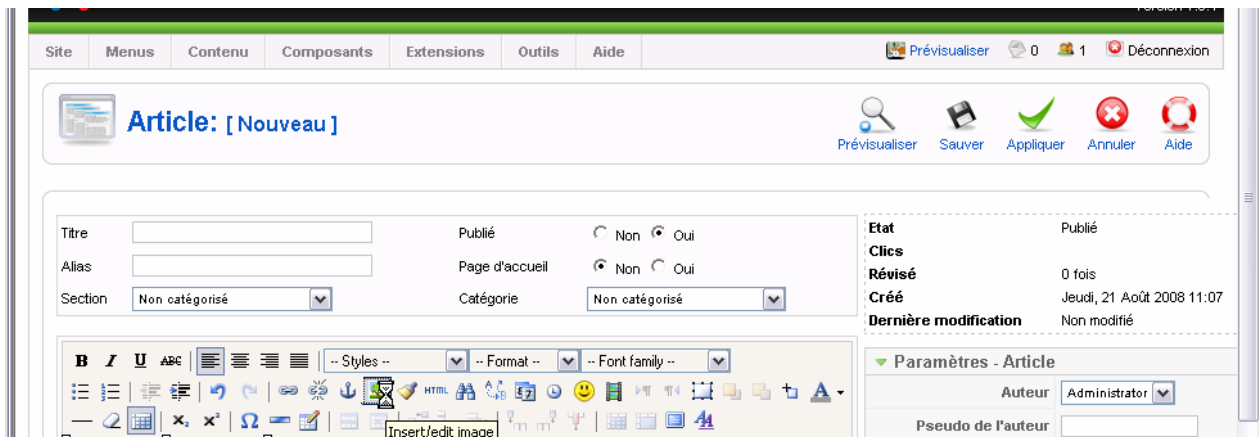 Site Menus Contenu Composants Extensions Outils Aide Prévisualiser 0 1 Déconnexion
Article: [ Nouveau ]
Prévisualiser Sauver Appliquer Annuler Aide
Titre Publié Non Oui
Alias Page d'accueil Non Oui
Section Non catégorisé Catégorie Non catégorisé
Etat Publié
Clics
Révisé 0 fois
Créé Jeudi, 21 Août 2008 11:07
Dernière modification Non modifié
B I U ABC -- Styles -- -- Format -- -- Font family --
HTML
Insert/edit image
Paramètres - Article
Auteur Administrator
Pseudo de l'auteur